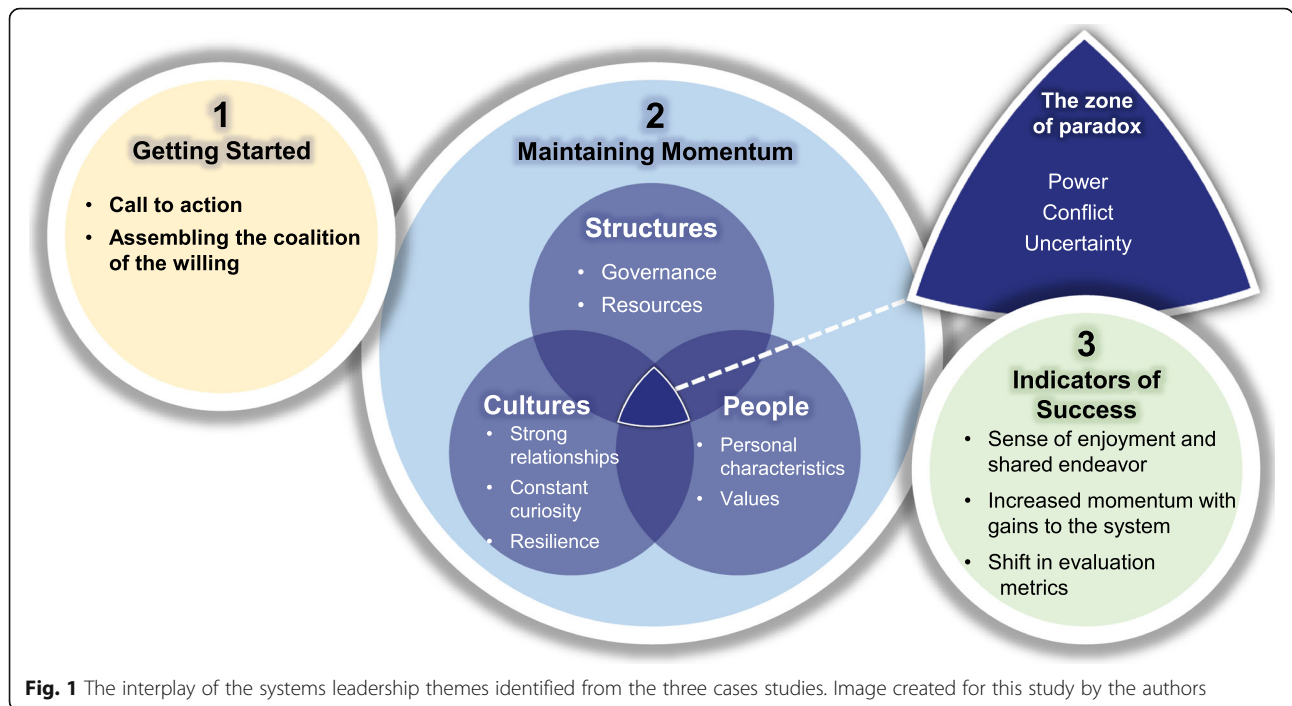 1
Getting Started
• Call to action
• Assembling the coalition
of the willing
2
Maintaining Momentum
Structures
• Governance
• Resources
Cultures
• Strong
relationships
• Constant
curiosity
• Resilience
People
• Personal
characteristics
• Values
The zone
of paradox
Power
Conflict
Uncertainty
3
Indicators of
Success
• Sense of enjoyment and
shared endeavor
• Increased momentum with
gains to the system
• Shift in evaluation
metrics
Fig. 1 The interplay of the systems leadership themes identified from the three cases studies. Image created for this study by the authors